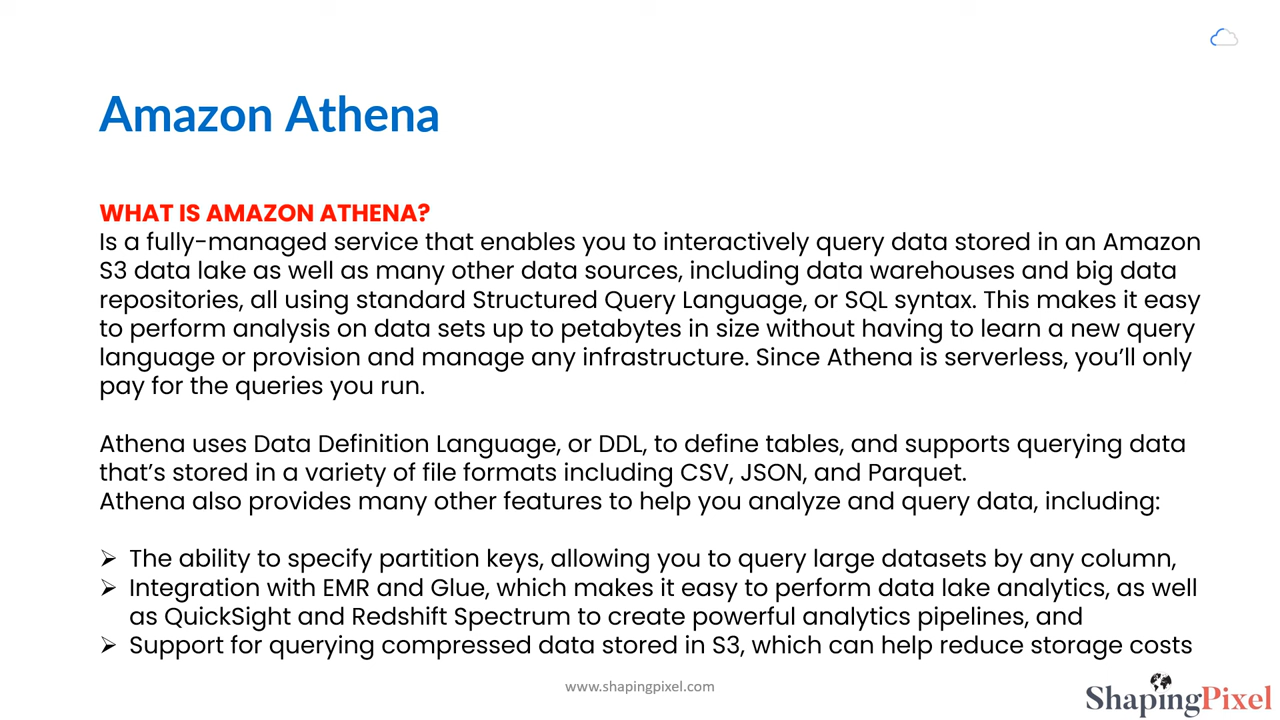 Amazon Athena
WHAT IS AMAZON ATHENA?
Is a fully-managed service that enables you to interactively query data stored in an Amazon
S3 data lake as well as many other data sources, including data warehouses and big data
repositories, all using standard Structured Query Language, or SQL syntax. This makes it easy
to perform analysis on data sets up to petabytes in size without having to learn a new query
language or provision and manage any infrastructure. Since Athena is serverless, you’ll only
pay for the queries you run.
Athena uses Data Definition Language, or DDL, to define tables, and supports querying data
that’s stored in a variety of file formats including CSV, JSON, and Parquet.
Athena also provides many other features to help you analyze and query data, including:
➢ The ability to specify partition keys, allowing you to query large datasets by any column,
➢ Integration with EMR and Glue, which makes it easy to perform data lake analytics, as well
as QuickSight and Redshift Spectrum to create powerful analytics pipelines, and
➢ Support for querying compressed data stored in S3, which can help reduce storage costs
www.shapingpixel.com
ShapingPixel